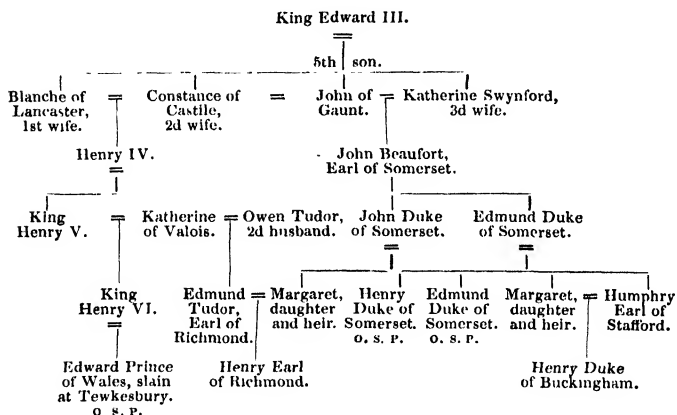 King Edward III.
5th son.
Blanche of Lancaster, 1st wife. = Constance of Castile, 2d wife. = John of Gaunt. = Katherine Swynford, 3d wife.
Henry IV.
John Beaufort,
Earl of Somerset.
King Henry V. = Katherine of Valois. = Owen Tudor, 2d husband.
John Duke of Somerset.
Edmund Duke of Somerset.
King
Henry VI.
Edmund Tudor, Earl of Richmond. = Margaret, daughter and heir.
Henry
Duke of
Somerset.
O. S. P.
Edmund
Duke of
Somerset.
O. S. P.
Margaret, daughter and heir. = Humphry Earl of Stafford.
Edward Prince
of Wales, slain
at Tewkesbury.
O. S. P.
Henry Earl
of Richmond.
Henry Duke
of Buckingham.